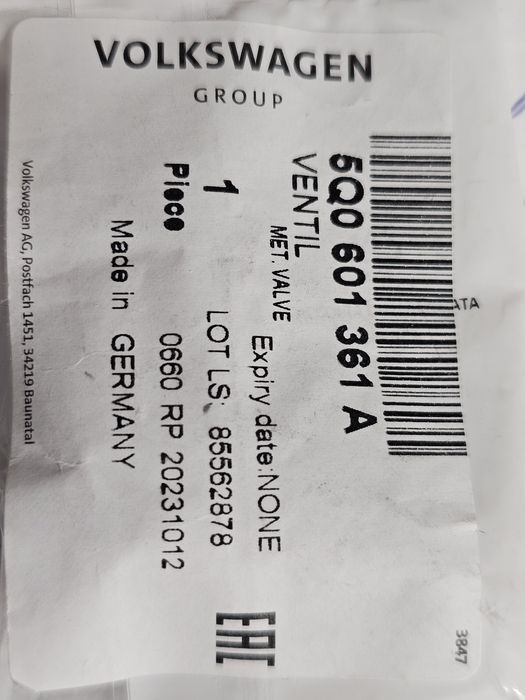 VOLKSWAGEN
GROUP
5Q0 601 361 A
VENTIL
MET. VALVE
Expiry date:NONE
1
LOT LS: 85562878
Piece
0660 RP 20231012
Made in GERMANY
EAC
Volkswagen AG, Postfach 1451, 34219 Baunatal
3847